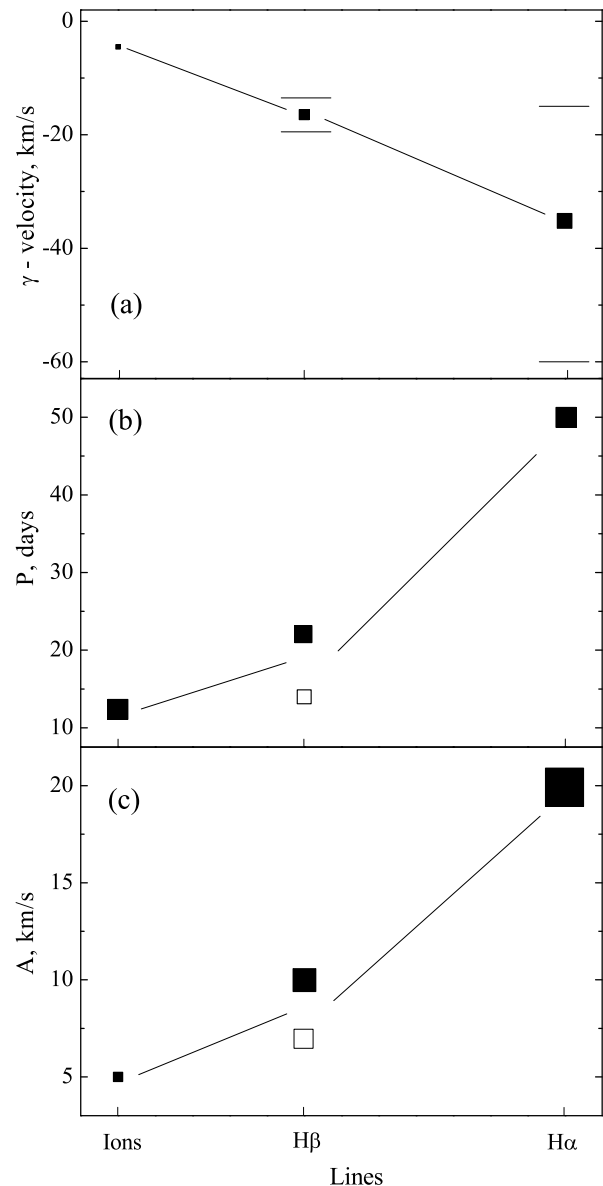 0
-20
-40
-60
γ - velocity, km/s
(a)
50
40
30
20
10
P, days
(b)
20
15
10
5
A, km/s
(c)
Ions Hβ Hα
Lines